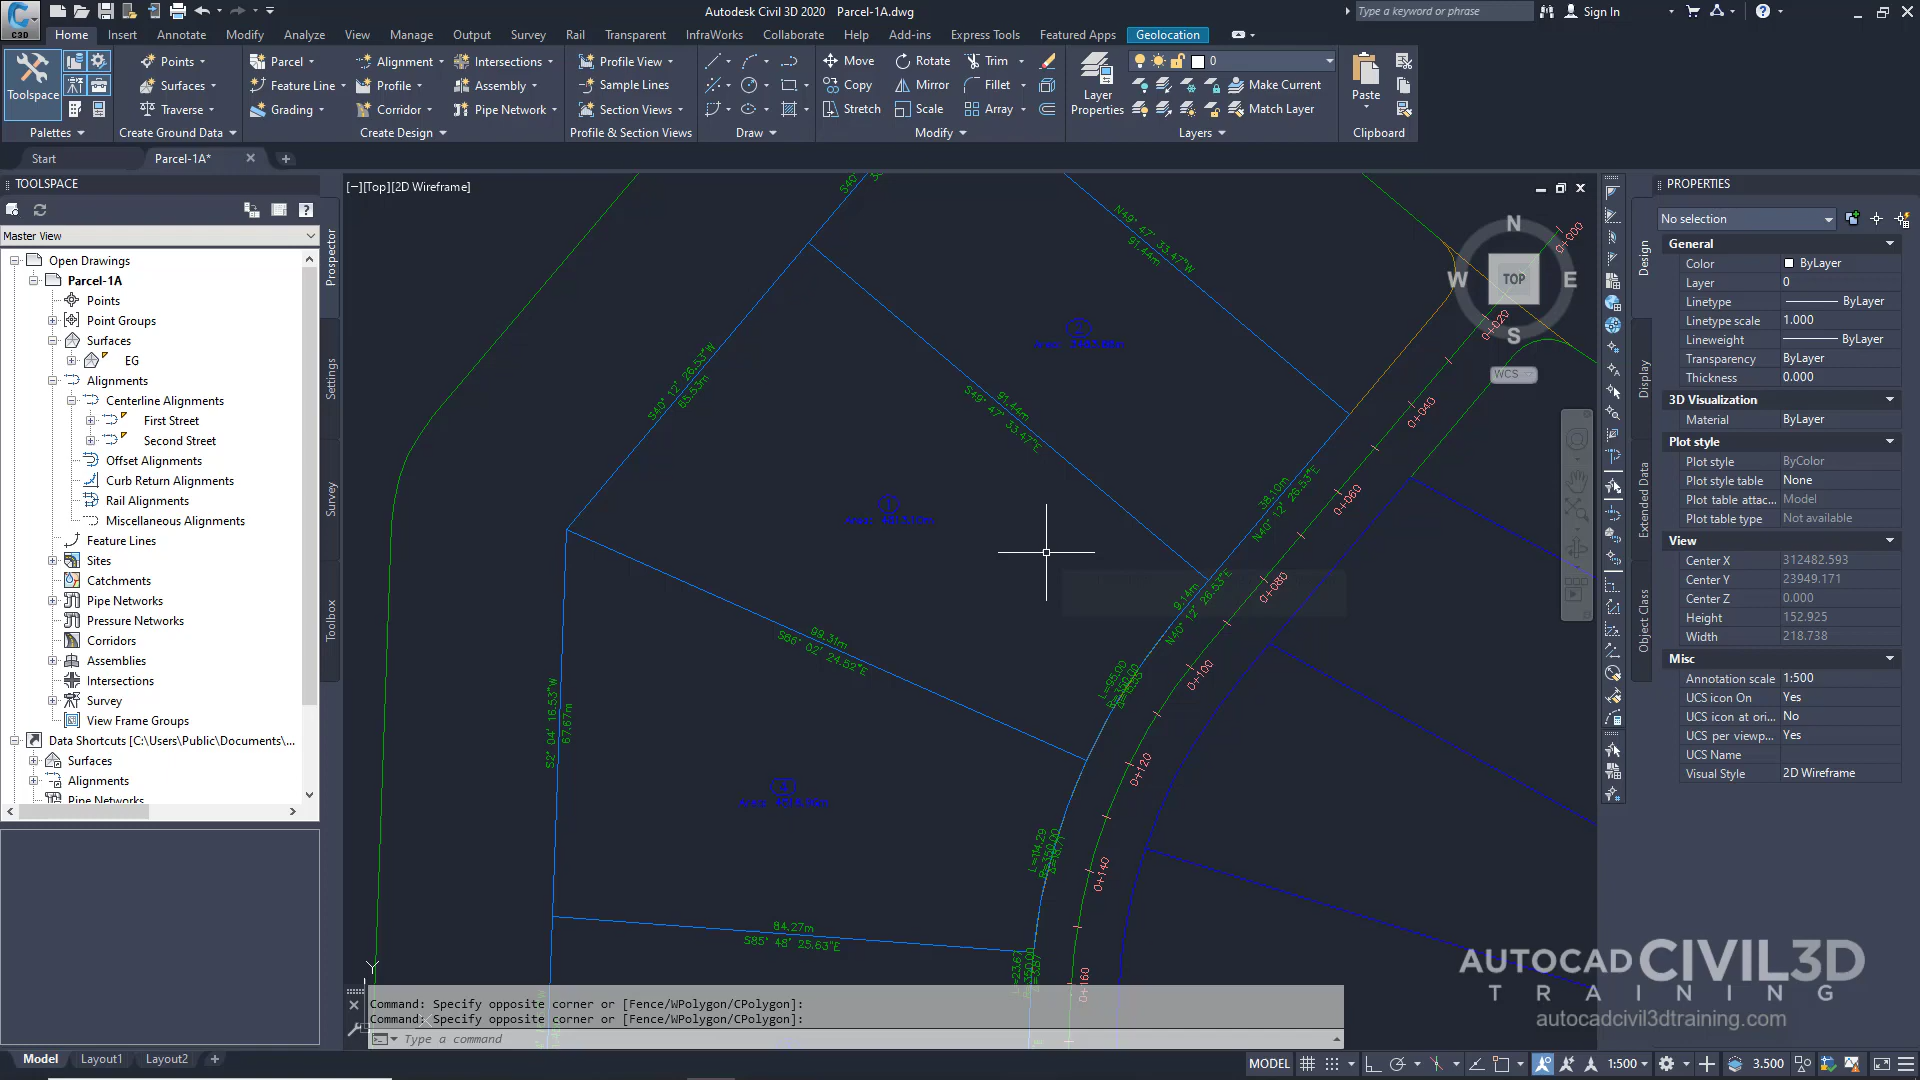 Autodesk Civil 3D 2020 Parcel-1A.dwg
Type a keyword or phrase
Sign In
C3D
Home Insert Annotate Modify Analyze View Manage Output Survey Rail Transparent InfraWorks Collaborate Help Add-ins Express Tools Featured Apps Geolocation
Toolspace
Points Parcel Alignment Intersections Profile View Move Rotate Trim 0
Surfaces Feature Line Profile Assembly Sample Lines Copy Mirror Fillet Make Current
Traverse Grading Corridor Pipe Network Section Views Stretch Scale Array Match Layer
Layer Properties
Paste
Palettes Create Ground Data Create Design Profile & Section Views Draw Modify Layers Clipboard
Start Parcel-1A*
TOOLSPACE
Master View
Open Drawings
Parcel-1A
Points
Point Groups
Surfaces
EG
Alignments
Centerline Alignments
First Street
Second Street
Offset Alignments
Curb Return Alignments
Rail Alignments
Miscellaneous Alignments
Feature Lines
Sites
Catchments
Pipe Networks
Pressure Networks
Corridors
Assemblies
Intersections
Survey
View Frame Groups
Data Shortcuts [C:\Users\Public\Documents\...
Surfaces
Alignments
Pipe Networks
Prospector
Settings
Survey
Toolbox
[−][Top][2D Wireframe]
N49° 47' 33.47"W
91.44m
S40° 12' 26.53"W
65.53m
91.44m
S49° 47' 33.47"E
38.10m
N40° 12' 26.53"E
9.14m
N40° 12' 26.53"E
99.31m
S66° 02' 24.52"E
S2° 04' 16.53"W
67.67m
L=95.00
L=114.29
84.27m
S85° 48' 25.63"E
L=23.67
0+000
0+020
0+040
0+060
0+080
0+100
0+120
0+140
0+160
N
W TOP E
S
WCS
Y
Command: Specify opposite corner or [Fence/WPolygon/CPolygon]:
Command: Specify opposite corner or [Fence/WPolygon/CPolygon]:
Type a command
PROPERTIES
No selection
General
Color ByLayer
Layer 0
Linetype ByLayer
Linetype scale 1.000
Lineweight ByLayer
Transparency ByLayer
Thickness 0.000
3D Visualization
Material ByLayer
Plot style
Plot style ByColor
Plot style table None
Plot table attac... Model
Plot table type Not available
View
Center X 312482.593
Center Y 23949.171
Center Z 0.000
Height 152.925
Width 218.738
Misc
Annotation scale 1:500
UCS icon On Yes
UCS icon at ori... No
UCS per viewp... Yes
UCS Name
Visual Style 2D Wireframe
Design
Display
Extended Data
Object Class
AUTOCAD CIVIL3D
TRAINING
autocadcivil3dtraining.com
Model Layout1 Layout2
MODEL 1:500 3.500